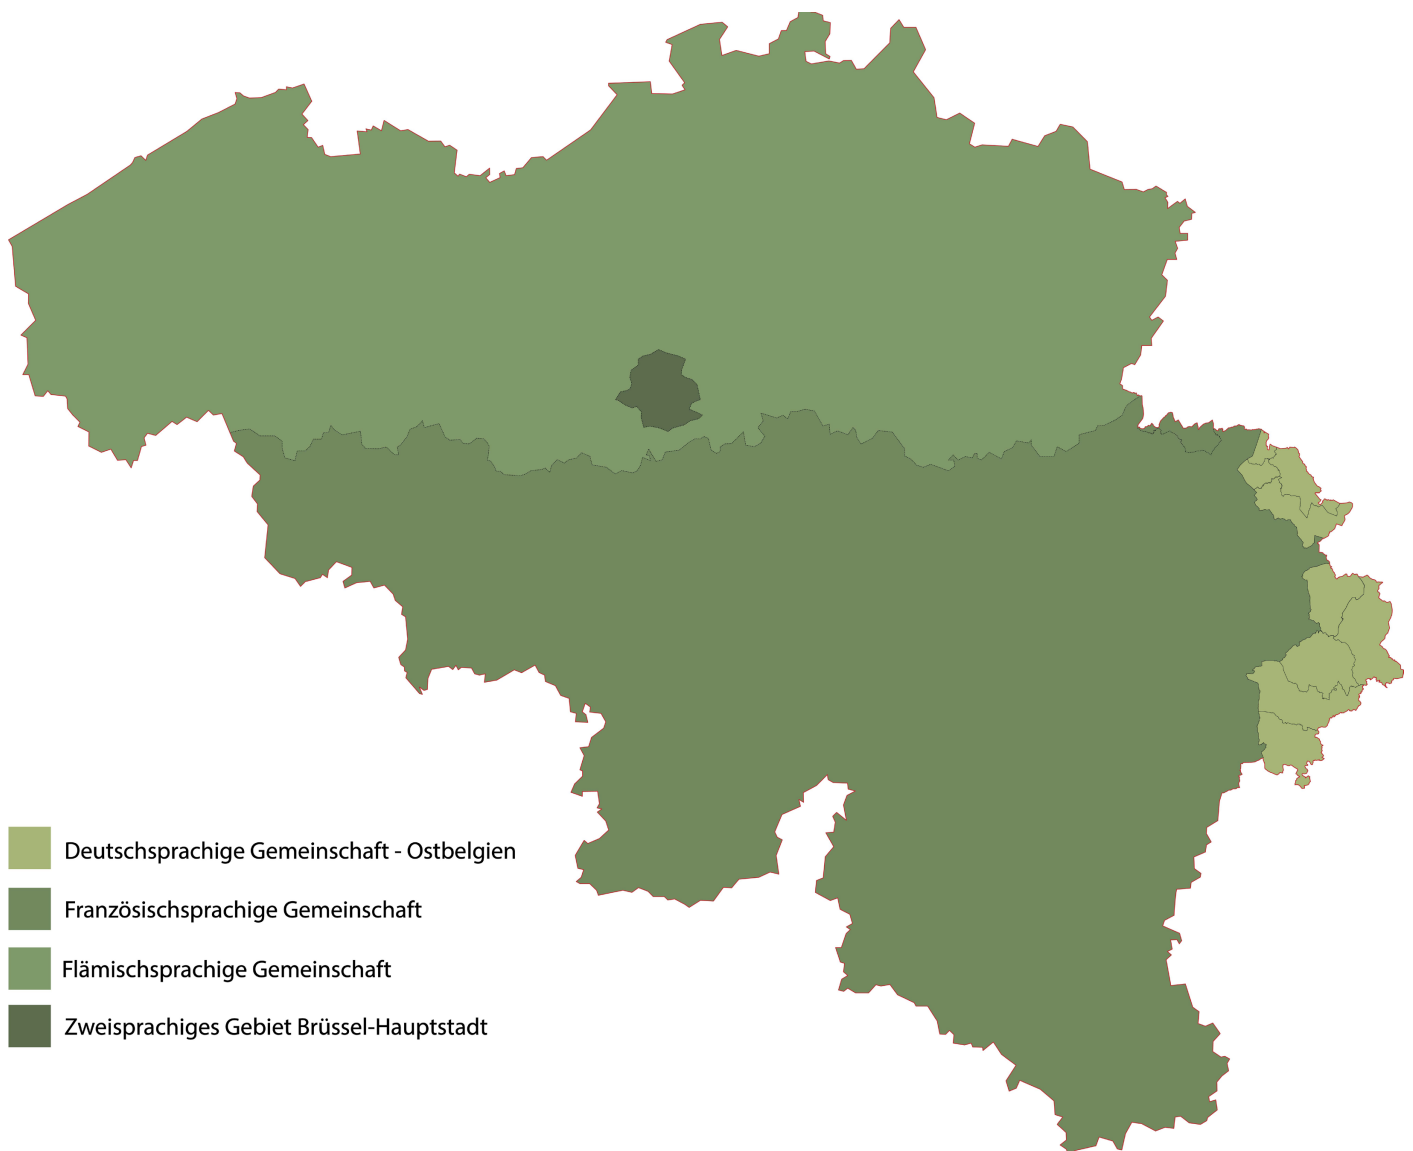 Deutschsprachige Gemeinschaft - Ostbelgien
Französischsprachige Gemeinschaft
Flämischsprachige Gemeinschaft
Zweisprachiges Gebiet Brüssel-Hauptstadt